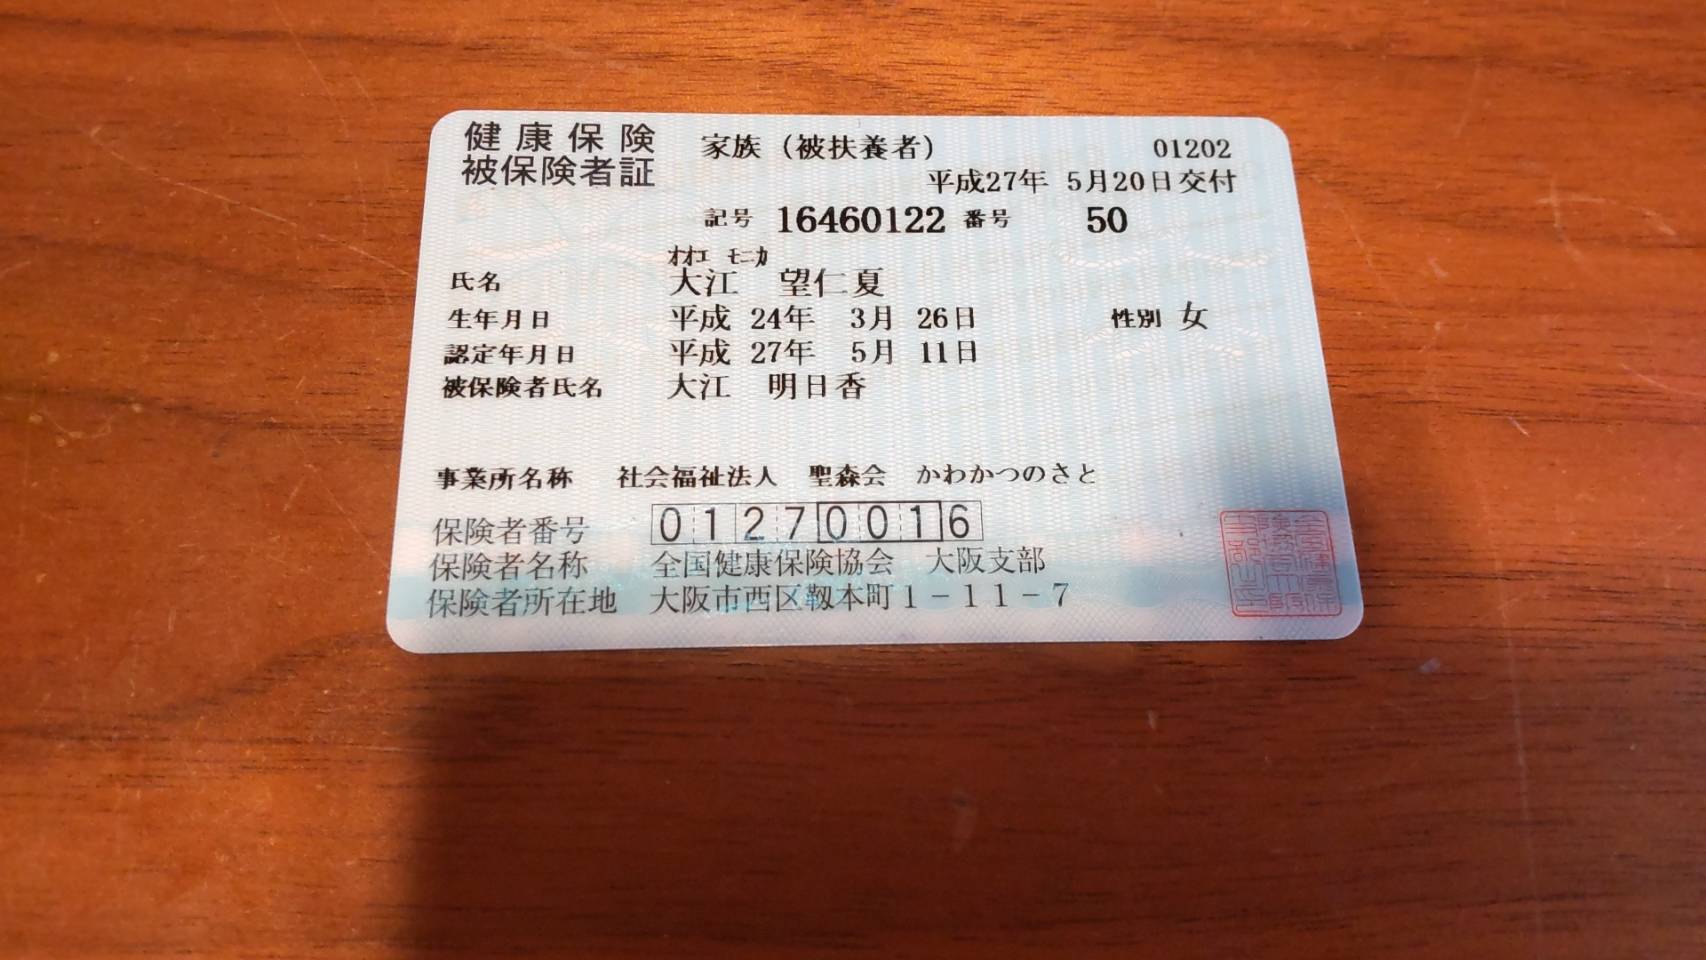 健康保険 家族(被扶養者) 01202
被保険者証 平成27年 5月20日交付
記号 16460122 番号 50
ｵｵｴ ﾓﾆｶ
氏名 大江 望仁夏
生年月日 平成 24年 3月 26日 性別 女
認定年月日 平成 27年 5月 11日
被保険者氏名 大江 明日香
事業所名称 社会福祉法人 聖森会 かわかつのさと
保険者番号 01270016
保険者名称 全国健康保険協会 大阪支部
保険者所在地 大阪市西区靱本町1-11-7